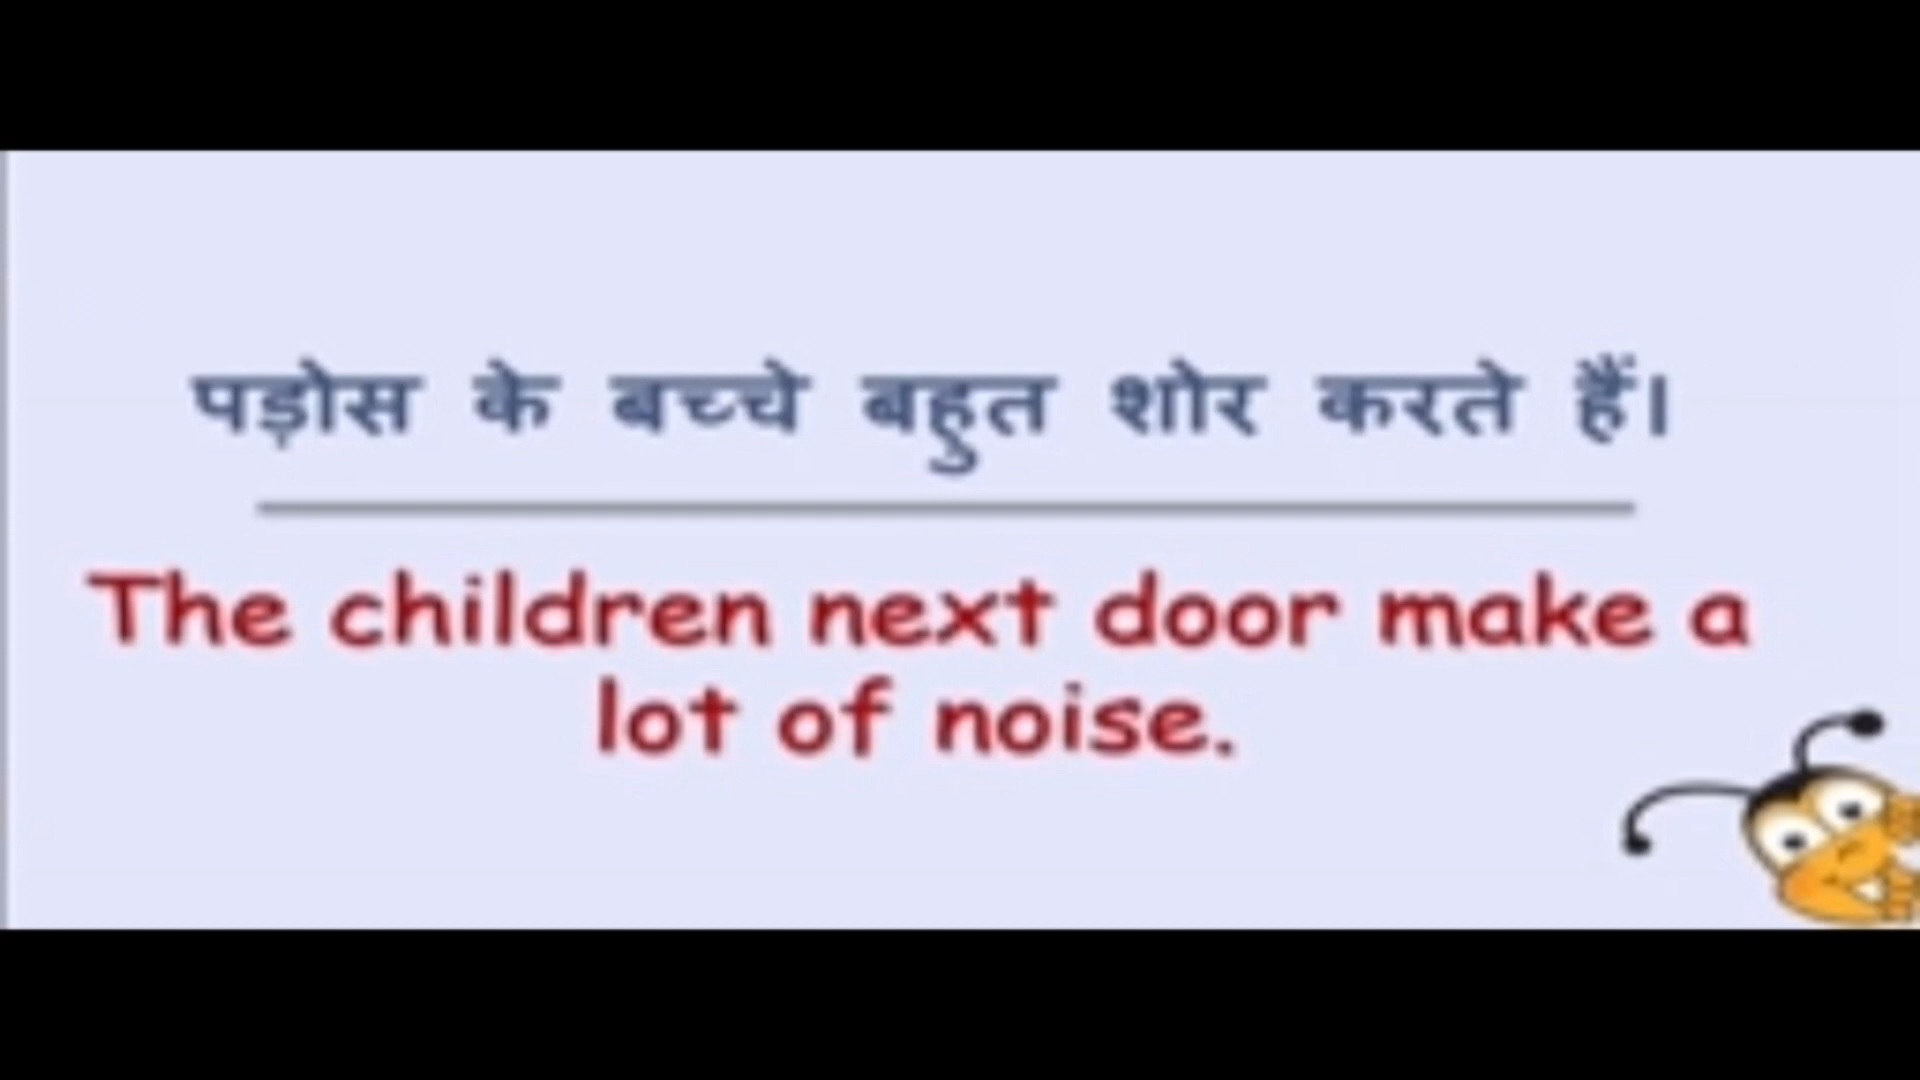 पड़ोस के बच्चे बहुत शोर करते हैं।
The children next door make a
lot of noise.